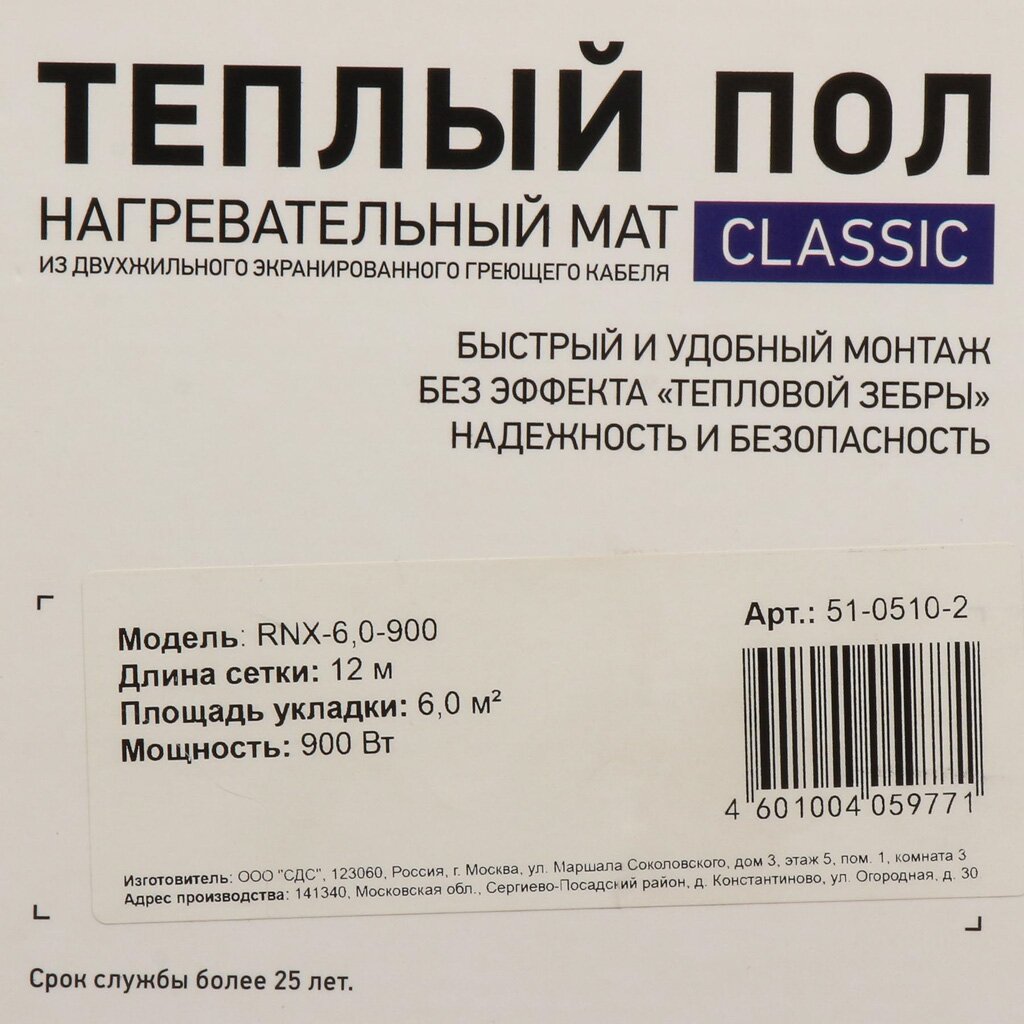 ТЕПЛЫЙ ПОЛ
НАГРЕВАТЕЛЬНЫЙ МАТ CLASSIC
ИЗ ДВУХЖИЛЬНОГО ЭКРАНИРОВАННОГО ГРЕЮЩЕГО КАБЕЛЯ
БЫСТРЫЙ И УДОБНЫЙ МОНТАЖ
БЕЗ ЭФФЕКТА «ТЕПЛОВОЙ ЗЕБРЫ»
НАДЕЖНОСТЬ И БЕЗОПАСНОСТЬ
Модель: RNX-6,0-900
Длина сетки: 12 м
Площадь укладки: 6,0 м²
Мощность: 900 Вт
Арт.: 51-0510-2
4 601004 059771
Изготовитель: ООО "СДС", 123060, Россия, г. Москва, ул. Маршала Соколовского, дом 3, этаж 5, пом. 1, комната 3
Адрес производства: 141340, Московская обл., Сергиево-Посадский район, д. Константиново, ул. Огородная, д. 30
Срок службы более 25 лет.